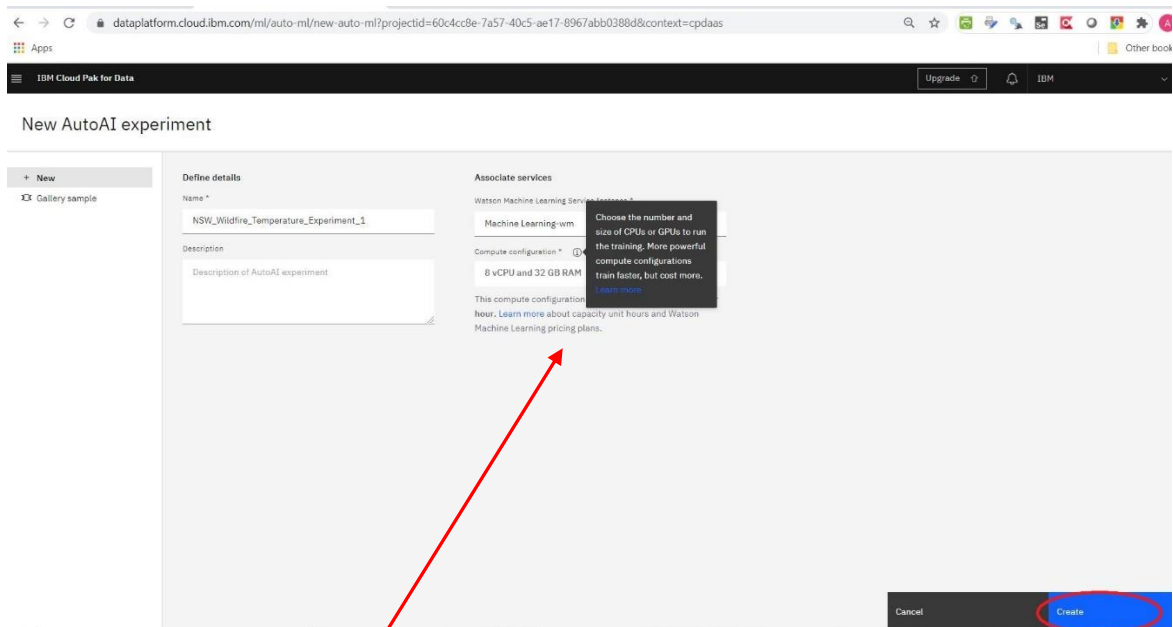 dataplatform.cloud.ibm.com/ml/auto-ml/new-auto-ml?projectid=60c4cc8e-7a57-40c5-ae17-8967abb0388d&context=cpdaas
Apps
Other book
IBM Cloud Pak for Data
Upgrade
IBM
New AutoAI experiment
+ New
Gallery sample
Define details
Name *
NSW_Wildfire_Temperature_Experiment_1
Description
Description of AutoAI experiment
Associate services
Watson Machine Learning Service Instance *
Machine Learning-wm
Compute configuration *
8 vCPU and 32 GB RAM
This compute configuration
hour. Learn more about capacity unit hours and Watson
Machine Learning pricing plans.
Choose the number and
size of CPUs or GPUs to run
the training. More powerful
compute configurations
train faster, but cost more.
Learn more
Cancel
Create